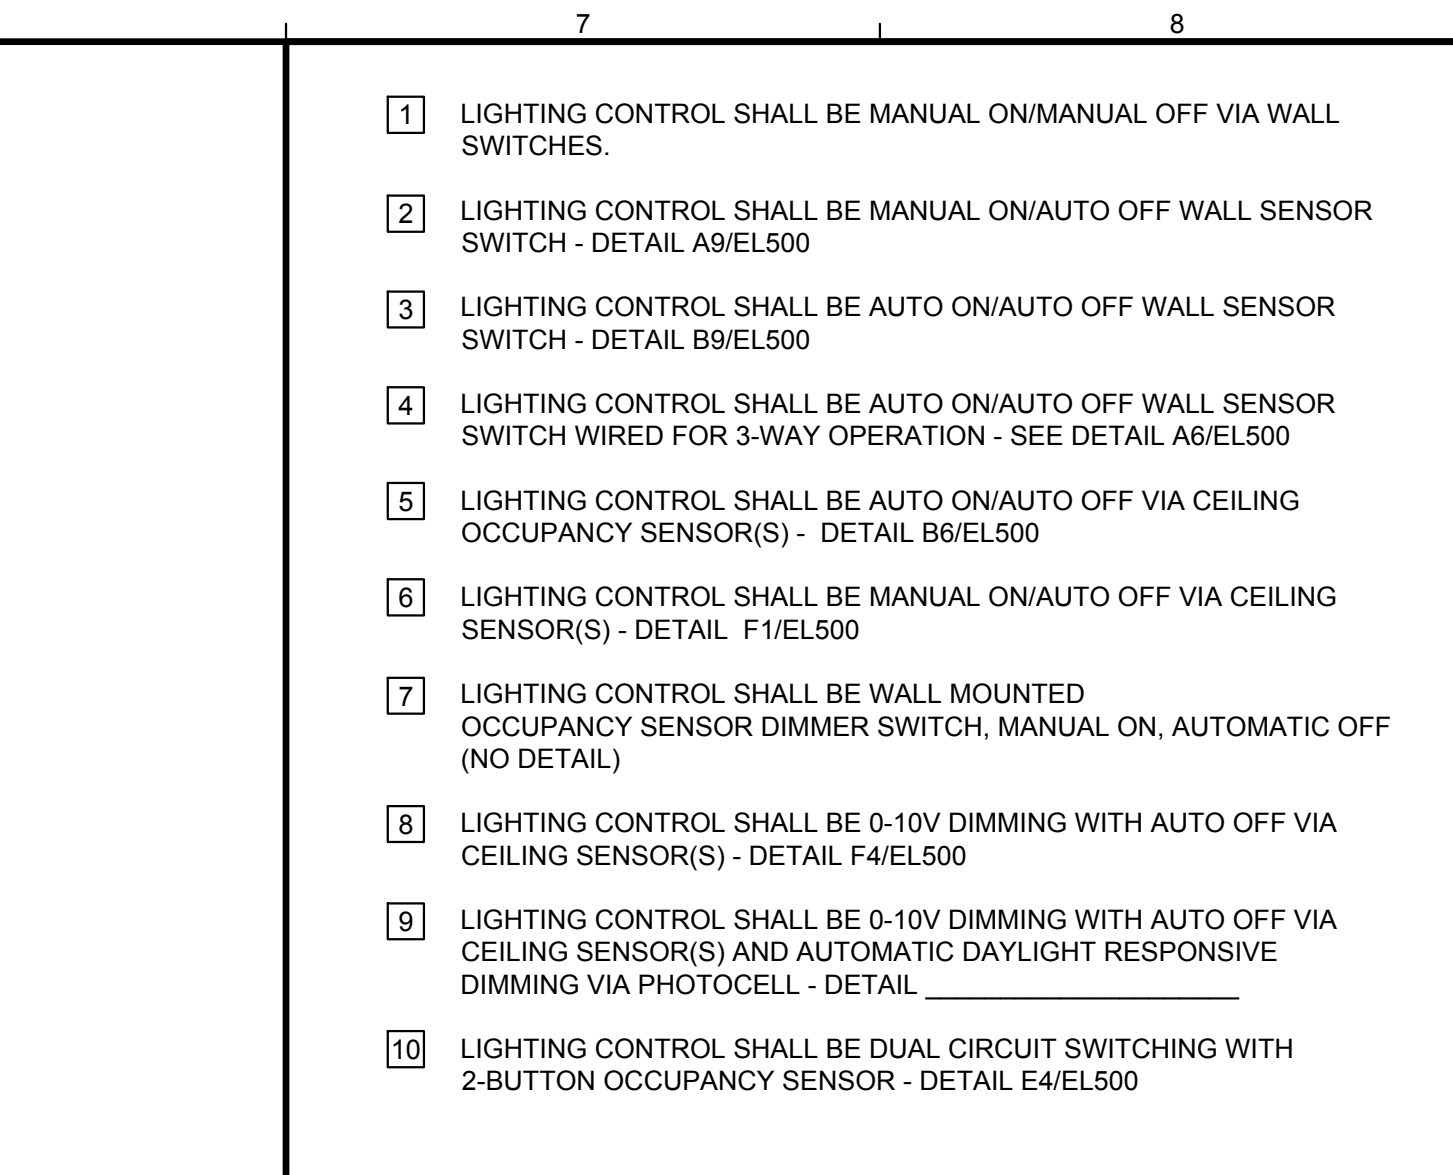 7 8
1 LIGHTING CONTROL SHALL BE MANUAL ON/MANUAL OFF VIA WALL
SWITCHES.
2 LIGHTING CONTROL SHALL BE MANUAL ON/AUTO OFF WALL SENSOR
SWITCH - DETAIL A9/EL500
3 LIGHTING CONTROL SHALL BE AUTO ON/AUTO OFF WALL SENSOR
SWITCH - DETAIL B9/EL500
4 LIGHTING CONTROL SHALL BE AUTO ON/AUTO OFF WALL SENSOR
SWITCH WIRED FOR 3-WAY OPERATION - SEE DETAIL A6/EL500
5 LIGHTING CONTROL SHALL BE AUTO ON/AUTO OFF VIA CEILING
OCCUPANCY SENSOR(S) -  DETAIL B6/EL500
6 LIGHTING CONTROL SHALL BE MANUAL ON/AUTO OFF VIA CEILING
SENSOR(S) - DETAIL  F1/EL500
7 LIGHTING CONTROL SHALL BE WALL MOUNTED
OCCUPANCY SENSOR DIMMER SWITCH, MANUAL ON, AUTOMATIC OFF
(NO DETAIL)
8 LIGHTING CONTROL SHALL BE 0-10V DIMMING WITH AUTO OFF VIA
CEILING SENSOR(S) - DETAIL F4/EL500
9 LIGHTING CONTROL SHALL BE 0-10V DIMMING WITH AUTO OFF VIA
CEILING SENSOR(S) AND AUTOMATIC DAYLIGHT RESPONSIVE
DIMMING VIA PHOTOCELL - DETAIL _____________________
10 LIGHTING CONTROL SHALL BE DUAL CIRCUIT SWITCHING WITH
2-BUTTON OCCUPANCY SENSOR - DETAIL E4/EL500